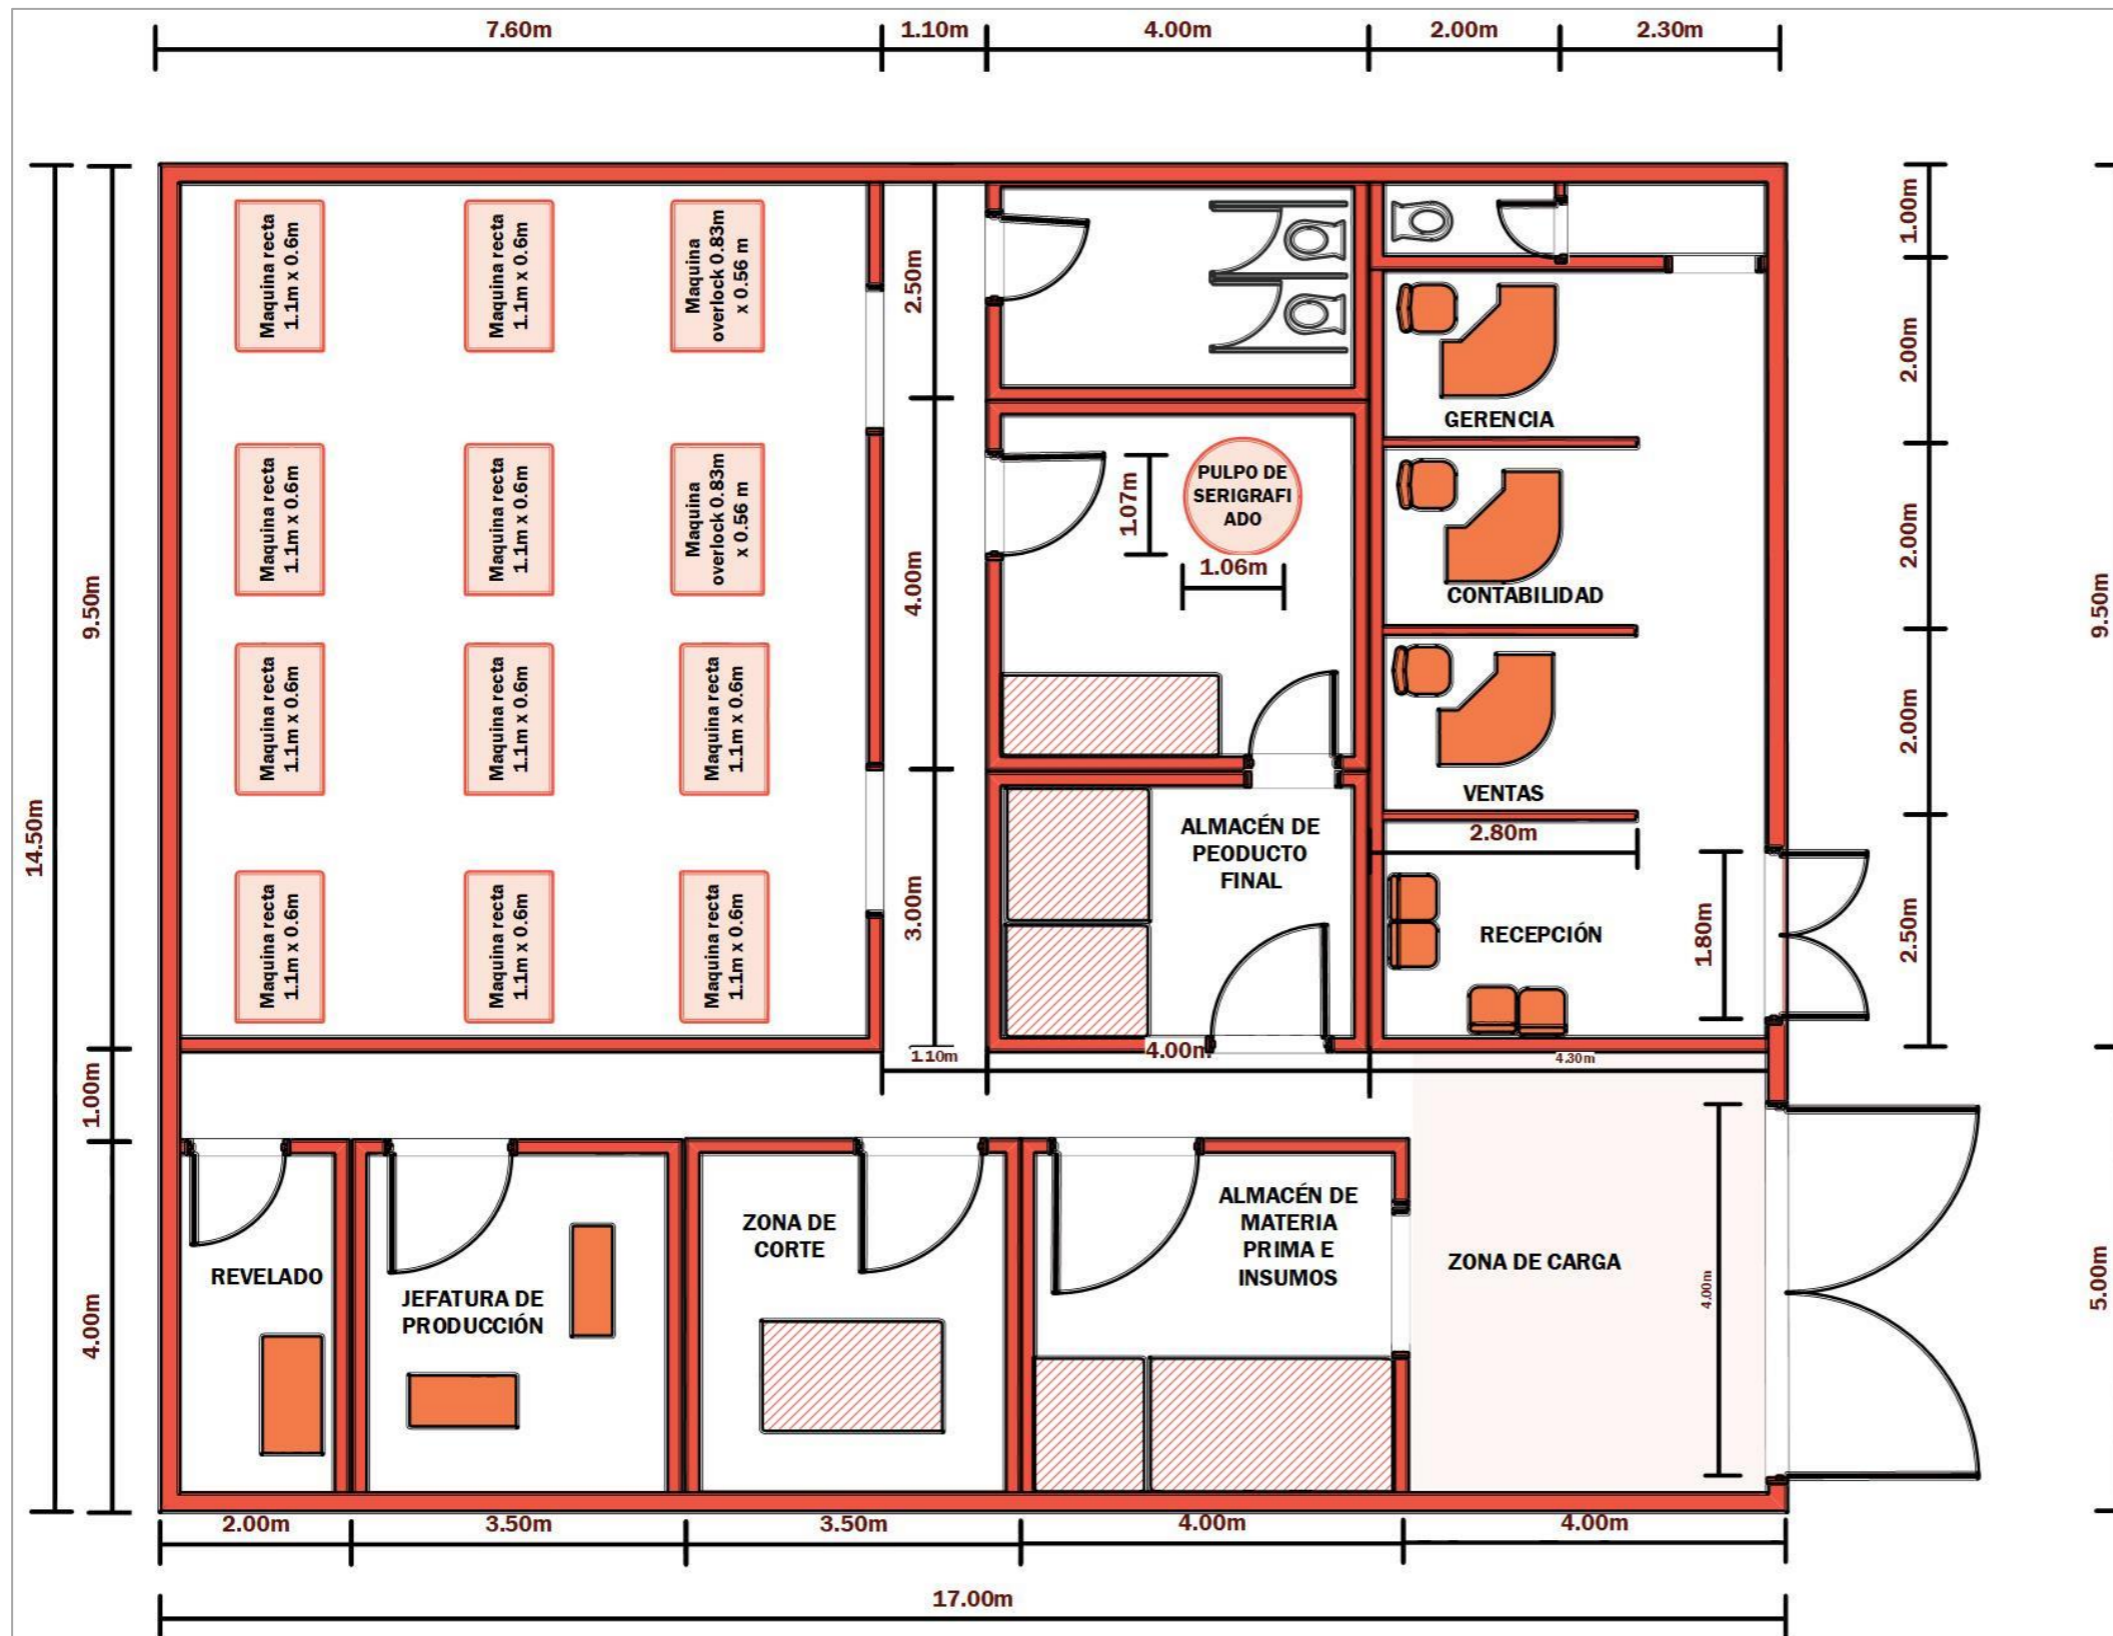 7.60m
1.10m
4.00m
2.00m
2.30m
Maquina recta
1.1m x 0.6m
Maquina recta
1.1m x 0.6m
Maquina
overlock 0.83m
x 0.56 m
2.50m
1.00m
2.00m
GERENCIA
Maquina recta
1.1m x 0.6m
Maquina recta
1.1m x 0.6m
Maquina
overlock 0.83m
x 0.56 m
4.00m
1.07m
PULPO DE
SERIGRAFI
ADO
1.06m
CONTABILIDAD
2.00m
9.50m
9.50m
Maquina recta
1.1m x 0.6m
Maquina recta
1.1m x 0.6m
Maquina recta
1.1m x 0.6m
VENTAS
2.00m
14.50m
Maquina recta
1.1m x 0.6m
Maquina recta
1.1m x 0.6m
Maquina recta
1.1m x 0.6m
3.00m
ALMACÉN DE
PEODUCTO
FINAL
2.80m
RECEPCIÓN
1.80m
2.50m
1.10m
4.00m
4.30m
1.00m
4.00m
REVELADO
JEFATURA DE
PRODUCCIÓN
ZONA DE
CORTE
ALMACÉN DE
MATERIA
PRIMA E
INSUMOS
ZONA DE CARGA
4.00m
5.00m
2.00m
3.50m
3.50m
4.00m
4.00m
17.00m